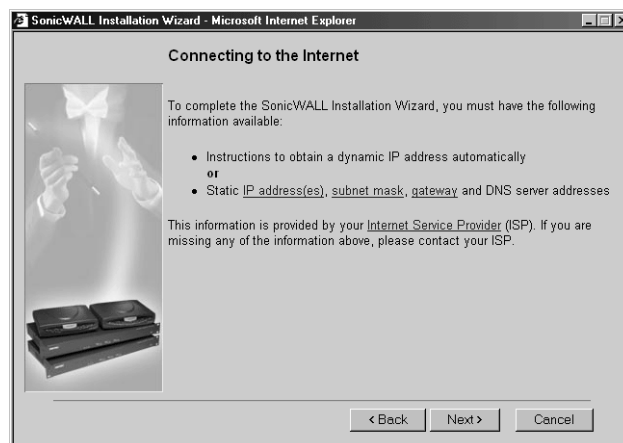 SonicWALL Installation Wizard - Microsoft Internet Explorer
Connecting to the Internet
To complete the SonicWALL Installation Wizard, you must have the following
information available:
• Instructions to obtain a dynamic IP address automatically
or
• Static IP address(es), subnet mask, gateway and DNS server addresses
This information is provided by your Internet Service Provider (ISP). If you are
missing any of the information above, please contact your ISP.
< Back Next > Cancel